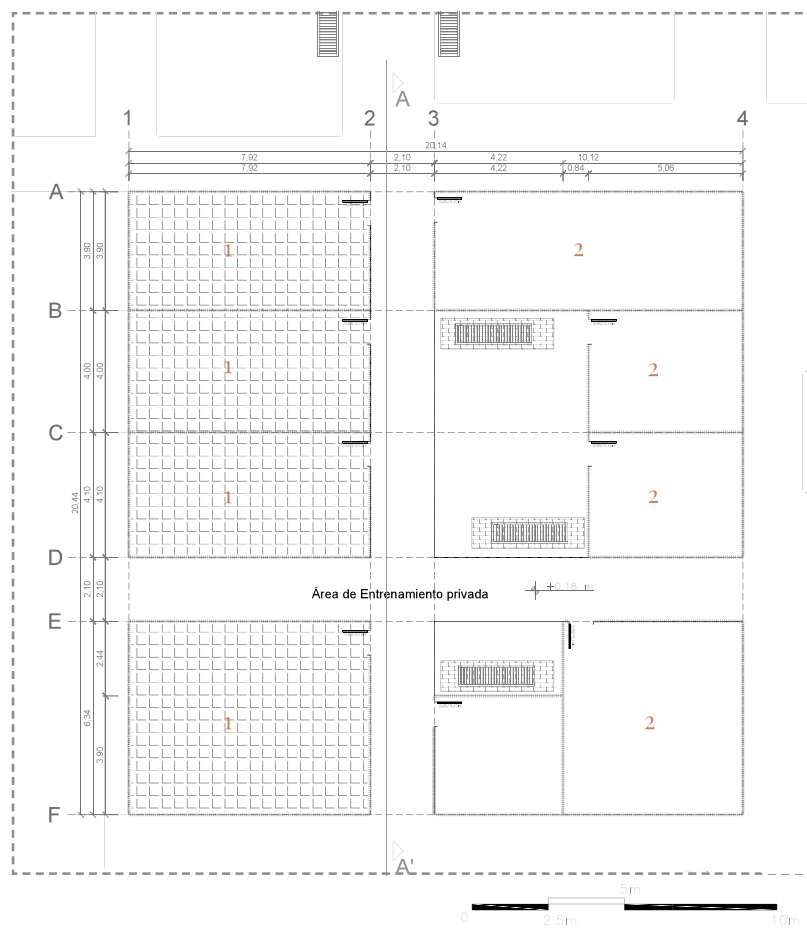 A
1 2 3 4
20,14
7,92 2,10 4,22 10,12
7,92 2,10 4,22 0,84 5,06
A
B
C
D
E
F
3,90 3,90
4,00 4,00
4,10 4,10
20,44
2,10 2,10
2,44
6,34
3,90
1 2
1 2
1 2
Área de Entrenamiento privada
+0.18 m
1 2
A'
5m
0 2.5m 10m